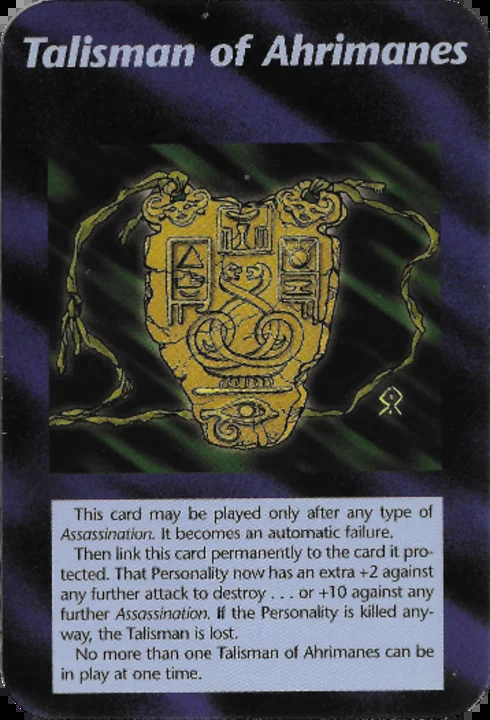 Talisman of Ahrimanes
This card may be played only after any type of
Assassination. It becomes an automatic failure.
Then link this card permanently to the card it pro-
tected. That Personality now has an extra +2 against
any further attack to destroy . . . or +10 against any
further Assassination. If the Personality is killed any-
way, the Talisman is lost.
No more than one Talisman of Ahrimanes can be
in play at one time.